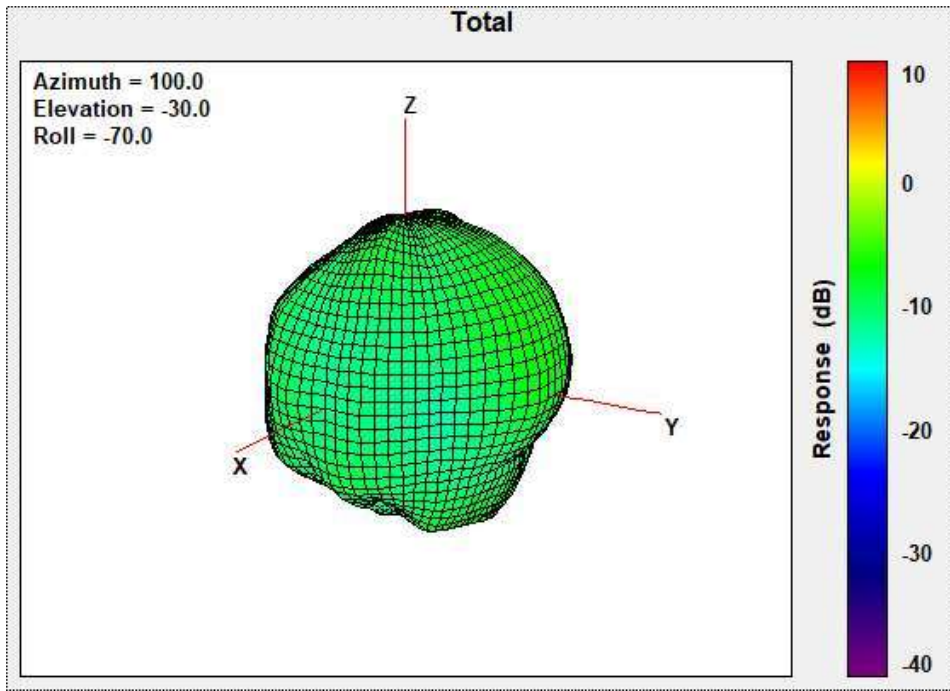 Total
Azimuth = 100.0
Elevation = -30.0
Roll = -70.0
Z
Y
X
Response (dB)
10
0
-10
-20
-30
-40